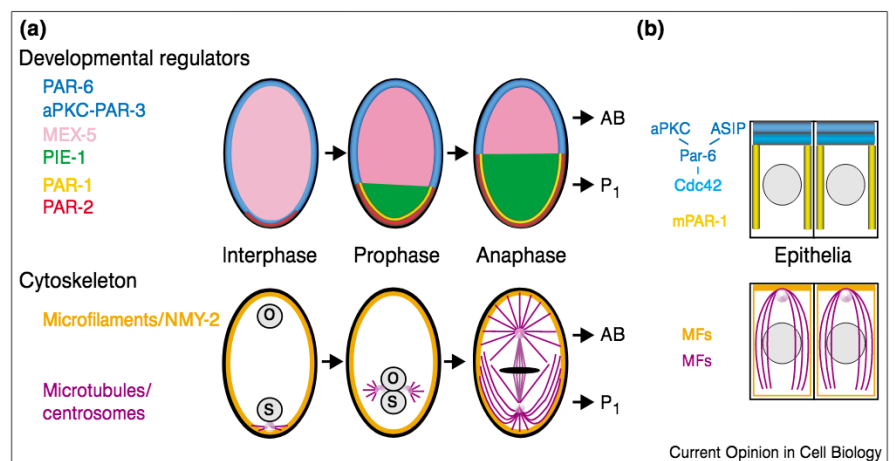 (a)
Developmental regulators
PAR-6
aPKC-PAR-3
MEX-5
PIE-1
PAR-1
PAR-2
AB
P1
Interphase
Prophase
Anaphase
Cytoskeleton
Microfilaments/NMY-2
Microtubules/
centrosomes
O
S
O
S
AB
P1
(b)
aPKC
ASIP
Par-6
Cdc42
mPAR-1
Epithelia
MFs
MFs
Current Opinion in Cell Biology